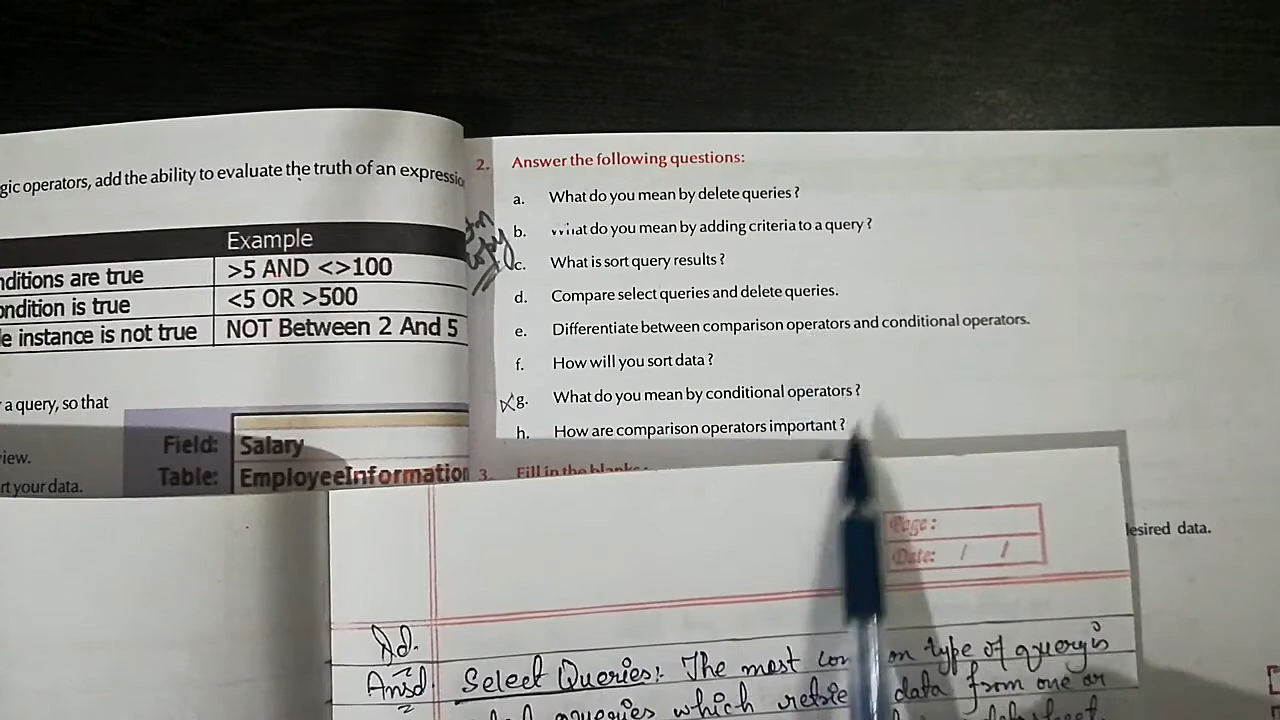 gic operators, add the ability to evaluate the truth of an expressio
Example
nditions are true >5 AND <>100
ondition is true <5 OR >500
e instance is not true NOT Between 2 And 5
a query, so that
iew.
rt your data.
Field: Salary
Table: EmployeeInformation
2. Answer the following questions:
a. What do you mean by delete queries?
b. What do you mean by adding criteria to a query?
c. What is sort query results?
d. Compare select queries and delete queries.
e. Differentiate between comparison operators and conditional operators.
f. How will you sort data?
g. What do you mean by conditional operators?
h. How are comparison operators important?
3. Fill in the blanks
esired data.
Page:
Date: / /
Ansd Select Queries: The most com on type of query is
queries which retrie data from one or